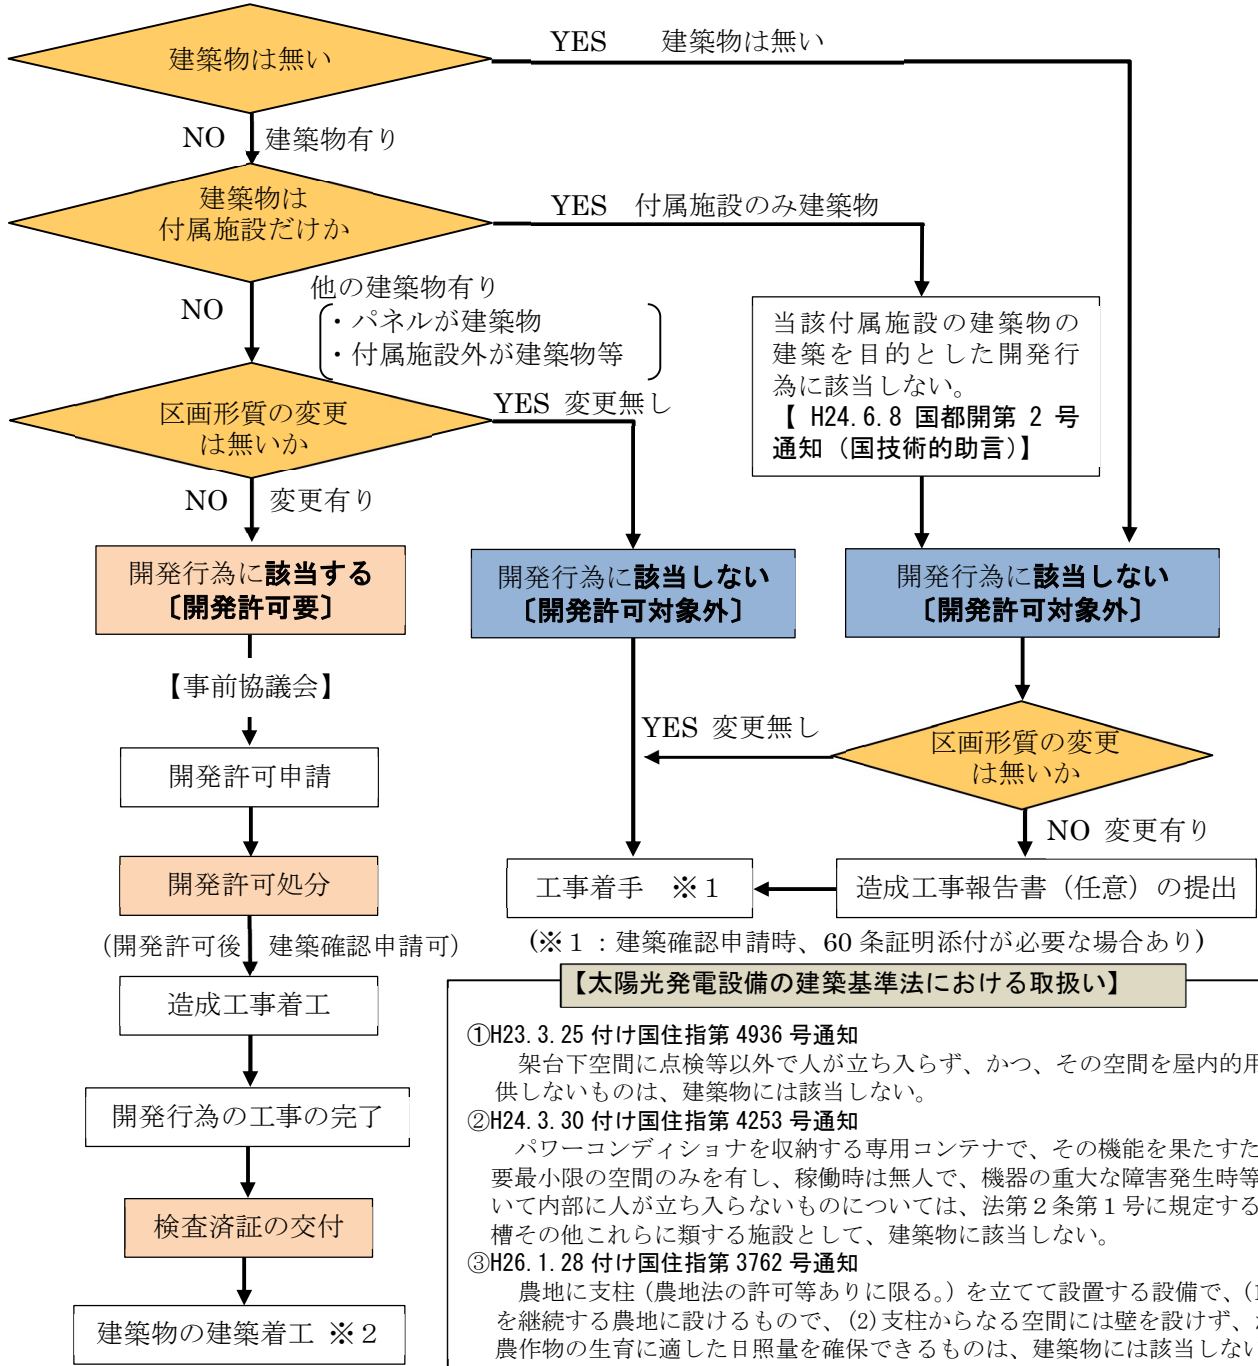 建築物は無い
YES 建築物は無い
NO 建築物有り
建築物は
付属施設だけか
YES 付属施設のみ建築物
NO
他の建築物有り
・パネルが建築物
・付属施設外が建築物等
当該付属施設の建築物の
建築を目的とした開発行
為に該当しない。
【 H24.6.8 国都開第 2 号
通知（国技術的助言）】
区画形質の変更
は無いか
YES 変更無し
NO 変更有り
開発行為に該当する
〔開発許可要〕
開発行為に該当しない
〔開発許可対象外〕
開発行為に該当しない
〔開発許可対象外〕
【事前協議会】
YES 変更無し
区画形質の変更
は無いか
開発許可申請
NO 変更有り
開発許可処分
工事着手 ※１
造成工事報告書（任意）の提出
(開発許可後 建築確認申請可)
(※１：建築確認申請時、60 条証明添付が必要な場合あり)
造成工事着工
開発行為の工事の完了
検査済証の交付
建築物の建築着工 ※２
【太陽光発電設備の建築基準法における取扱い】
①H23.3.25 付け国住指第 4936 号通知
架台下空間に点検等以外で人が立ち入らず、かつ、その空間を屋内的用
供しないものは、建築物には該当しない。
②H24.3.30 付け国住指第 4253 号通知
パワーコンディショナを収納する専用コンテナで、その機能を果たすた
要最小限の空間のみを有し、稼働時は無人で、機器の重大な障害発生時等
いて内部に人が立ち入らないものについては、法第２条第１号に規定する
槽その他これらに類する施設として、建築物に該当しない。
③H26.1.28 付け国住指第 3762 号通知
農地に支柱（農地法の許可等ありに限る。）を立てて設置する設備で、(1
を継続する農地に設けるもので、(2)支柱からなる空間には壁を設けず、
農作物の生育に適した日照量を確保できるものは、建築物には該当しない